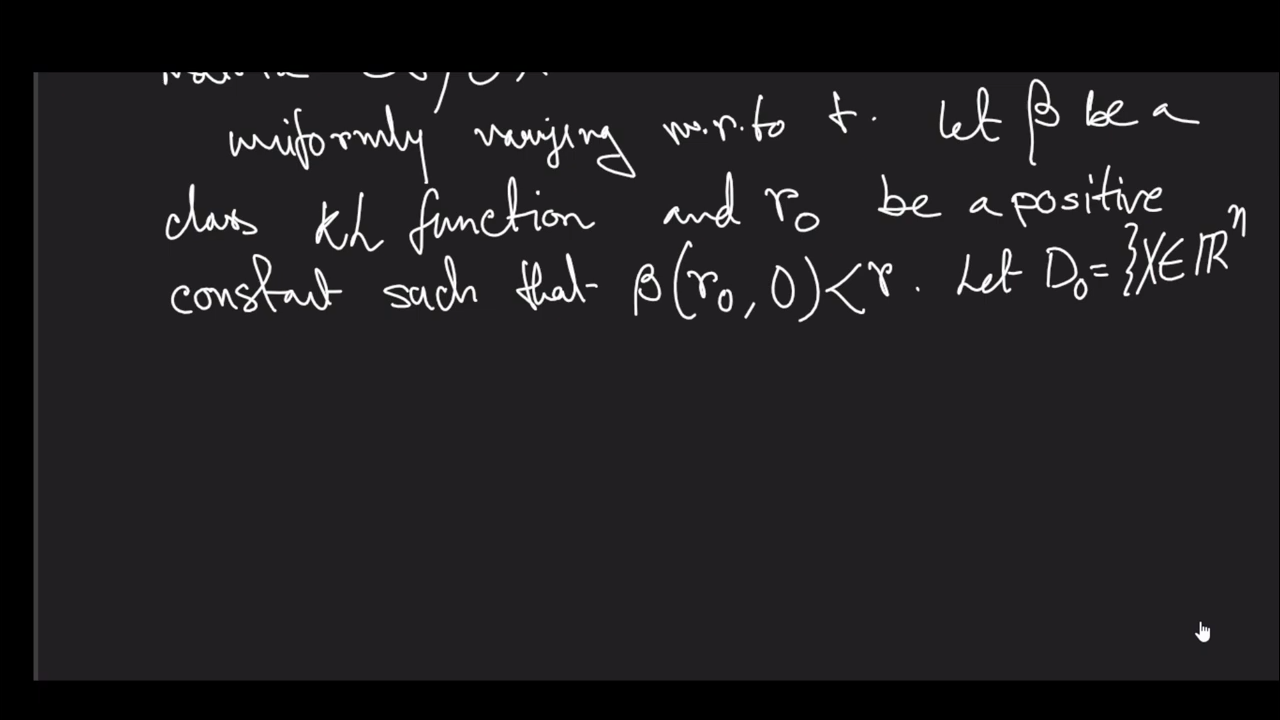 uniformly varying w.r.to t. Let β be a
class KL function and r₀ be a positive
constant such that β(r₀, 0) < r. Let D₀ = {X ∈ ℝⁿ